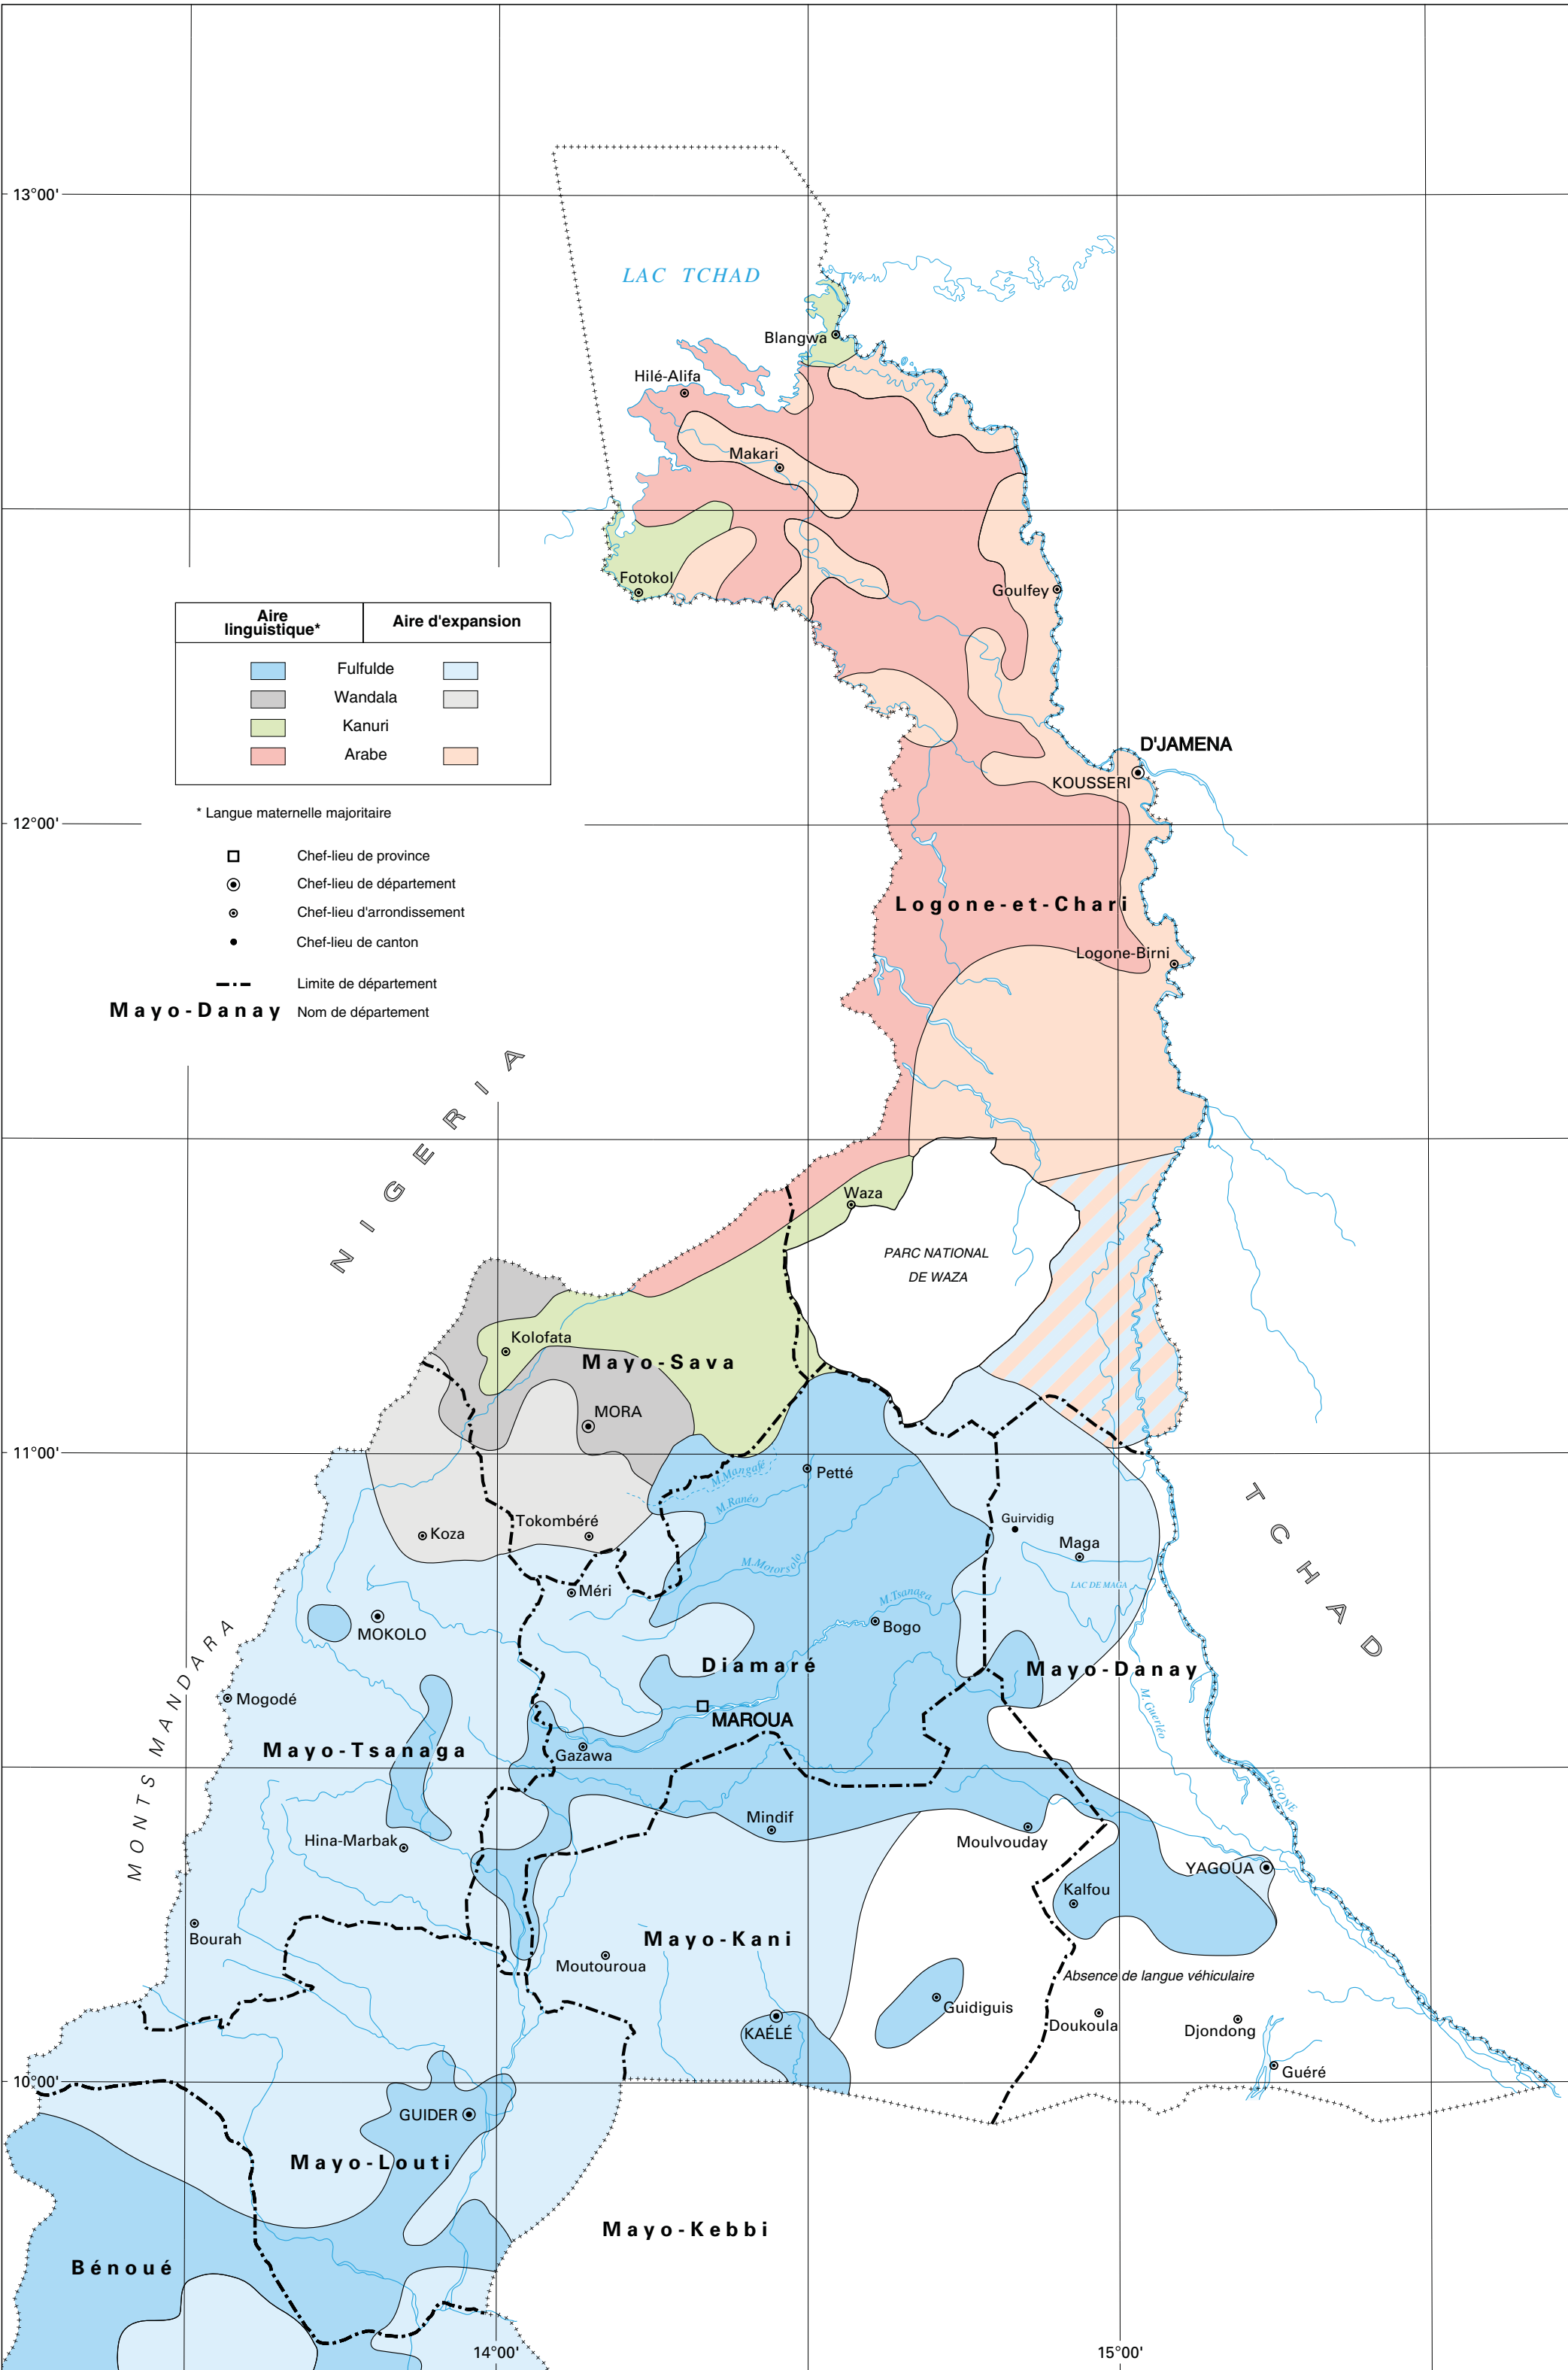 13°00'
LAC TCHAD
Blangwa
Hilé-Alifa
Makari
Fotokol
Goulfey
Aire
linguistique*
Aire d'expansion
Fulfulde
Wandala
Kanuri
Arabe
D'JAMENA
KOUSSERI
* Langue maternelle majoritaire
12°00'
Chef-lieu de province
Chef-lieu de département
Chef-lieu d'arrondissement
Chef-lieu de canton
Limite de département
Mayo-Danay
Nom de département
Logone-et-Chari
Logone-Birni
NIGERIA
Waza
PARC NATIONAL
DE WAZA
Kolofata
Mayo-Sava
MORA
11°00'
M.Mangafé
Petté
M.Ranéo
TCHAD
Koza
Tokombéré
Guirvidig
Maga
M.Motorsolo
LAC DE MAGA
Méri
M.Tsanaga
MOKOLO
Bogo
MONTS MANDARA
Diamaré
Mayo-Danay
Mogodé
MAROUA
M.Guerléo
Mayo-Tsanaga
Gazawa
LOGONE
Mindif
Hina-Marbak
Moulvouday
YAGOUA
Kalfou
Bourah
Mayo-Kani
Moutouroua
Absence de langue véhiculaire
Guidiguis
KAÉLÉ
Doukoula
Djondong
Guéré
10°00'
GUIDER
Mayo-Louti
Mayo-Kebbi
Bénoué
14°00'
15°00'